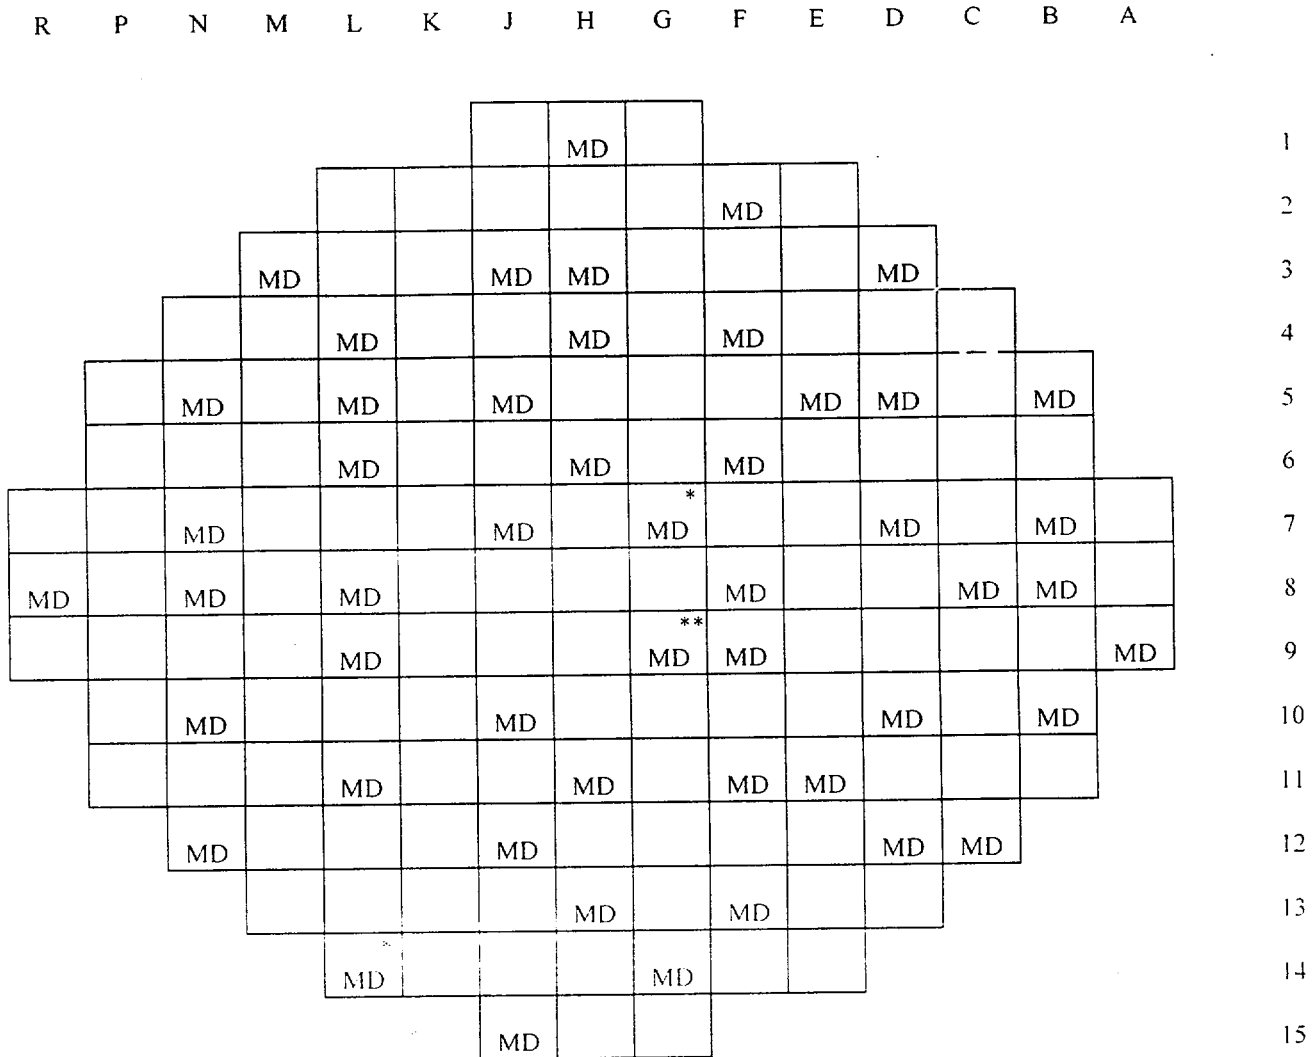 R P N M L K J H G F E D C B A
MD 1
MD 2
MD MD MD MD 3
MD MD MD 4
MD MD MD MD MD MD 5
MD MD MD 6
*
MD MD MD MD MD 7
MD MD MD MD MD MD 8
**
MD MD MD MD 9
MD MD MD MD 10
MD MD MD MD 11
MD MD MD MD 12
MD MD 13
MD MD 14
MD 15